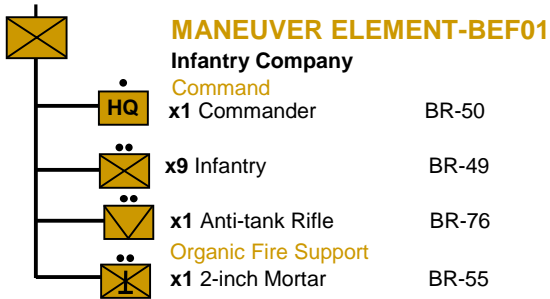 MANEUVER ELEMENT-BEF01
Infantry Company
Command
HQ x1 Commander BR-50
x9 Infantry BR-49
x1 Anti-tank Rifle BR-76
Organic Fire Support
x1 2-inch Mortar BR-55